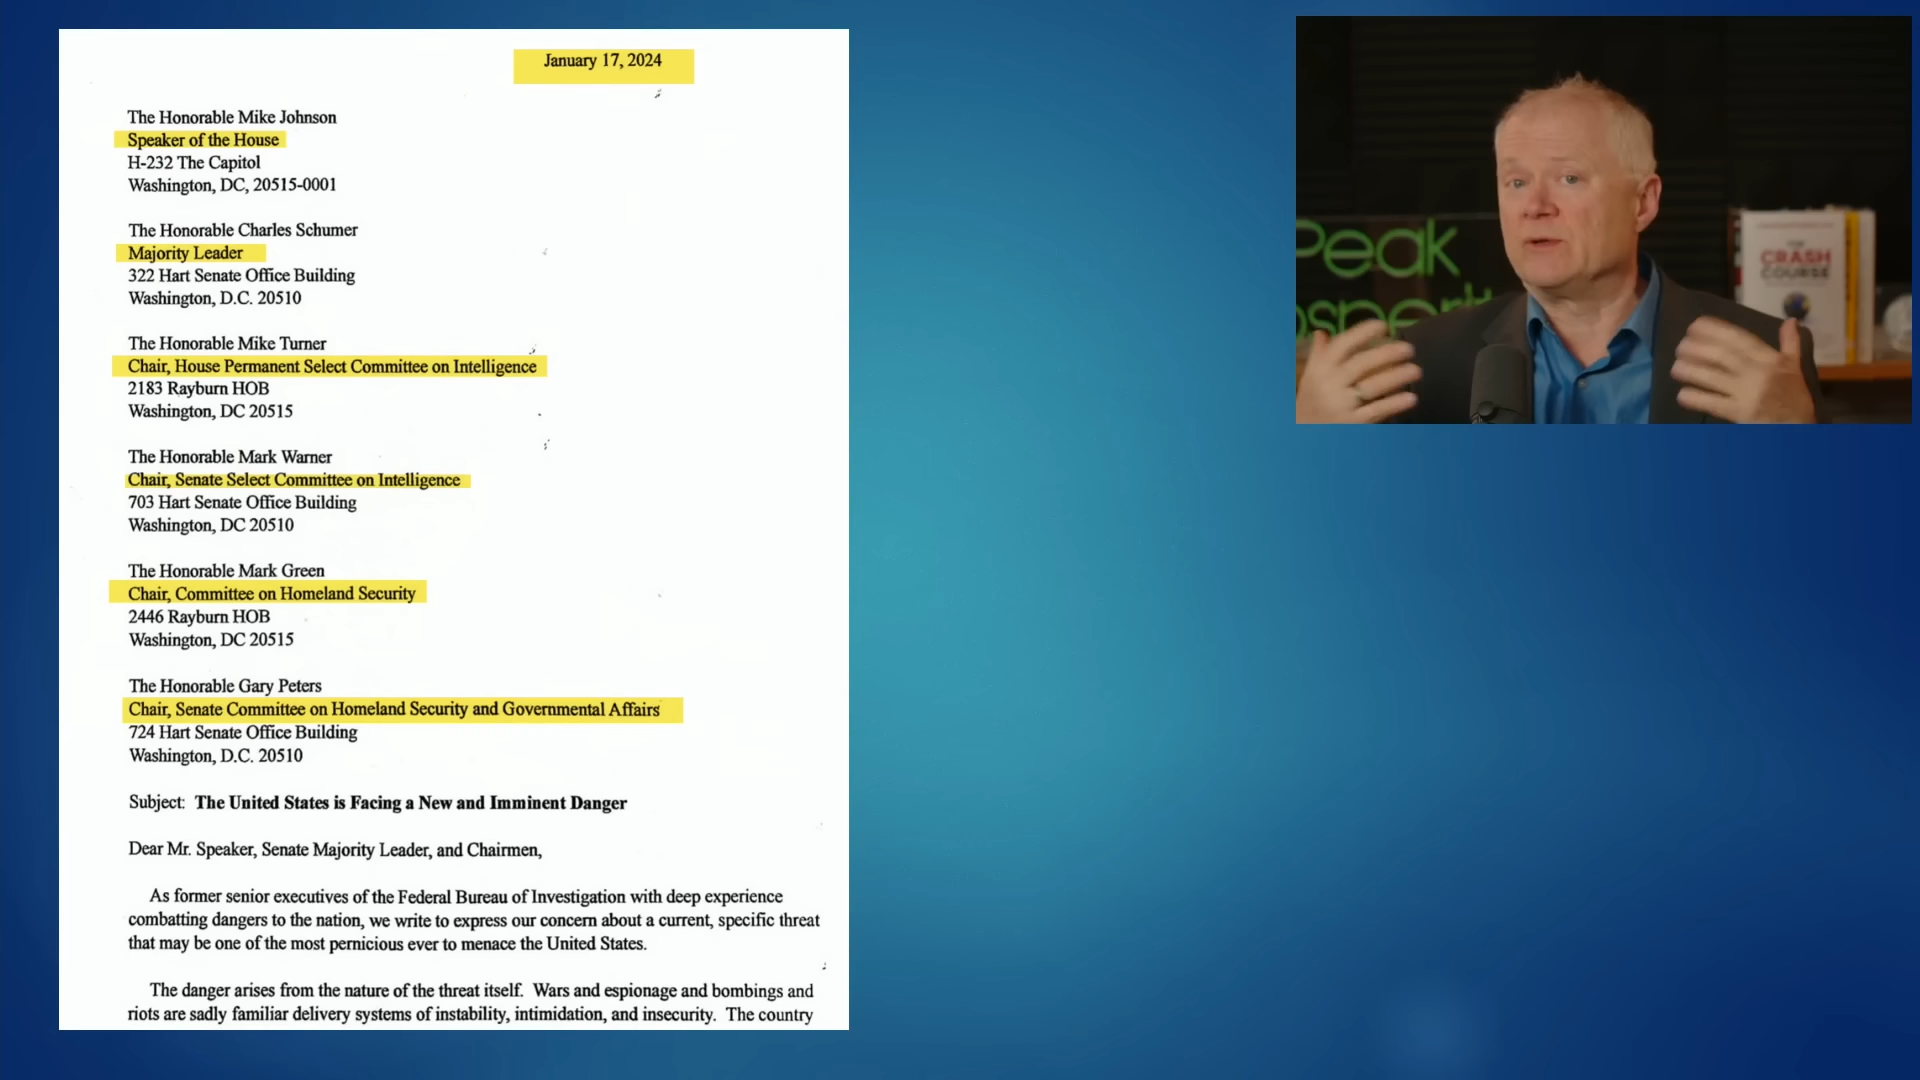 January 17, 2024
The Honorable Mike Johnson
Speaker of the House
H-232 The Capitol
Washington, DC, 20515-0001
The Honorable Charles Schumer
Majority Leader
322 Hart Senate Office Building
Washington, D.C. 20510
The Honorable Mike Turner
Chair, House Permanent Select Committee on Intelligence
2183 Rayburn HOB
Washington, DC 20515
The Honorable Mark Warner
Chair, Senate Select Committee on Intelligence
703 Hart Senate Office Building
Washington, DC 20510
The Honorable Mark Green
Chair, Committee on Homeland Security
2446 Rayburn HOB
Washington, DC 20515
The Honorable Gary Peters
Chair, Senate Committee on Homeland Security and Governmental Affairs
724 Hart Senate Office Building
Washington, D.C. 20510
Subject: The United States is Facing a New and Imminent Danger
Dear Mr. Speaker, Senate Majority Leader, and Chairmen,
As former senior executives of the Federal Bureau of Investigation with deep experience
combatting dangers to the nation, we write to express our concern about a current, specific threat
that may be one of the most pernicious ever to menace the United States.
The danger arises from the nature of the threat itself. Wars and espionage and bombings and
riots are sadly familiar delivery systems of instability, intimidation, and insecurity. The country
Peak
CRASH
COURSE